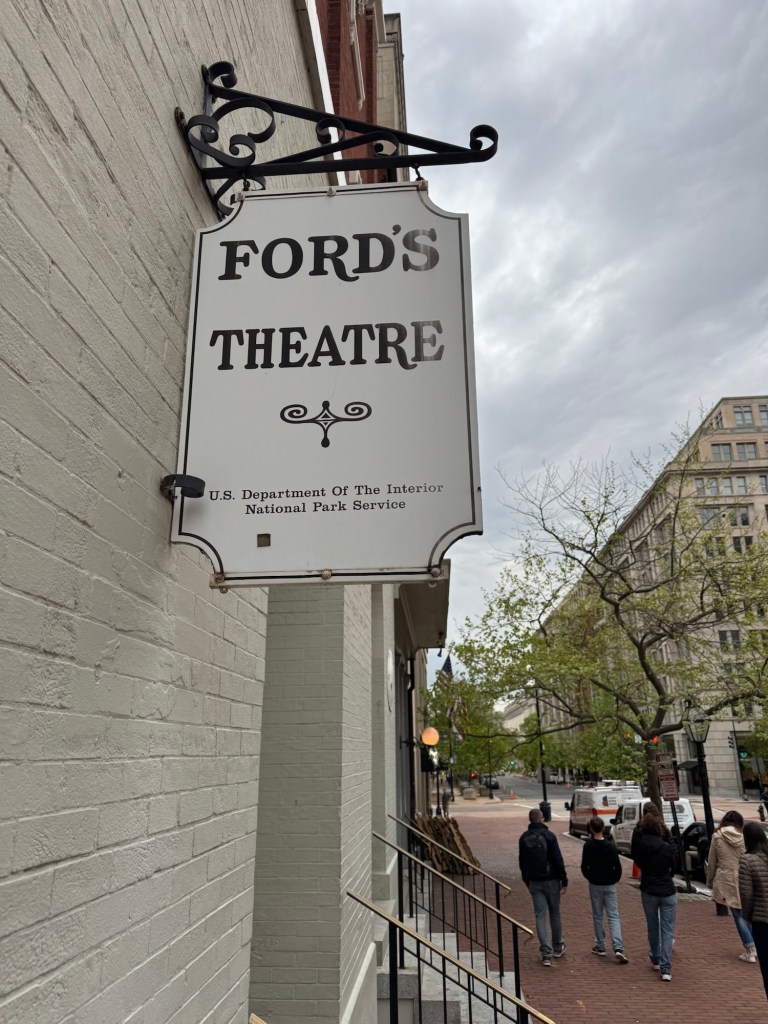 FORD'S
THEATRE
U.S. Department Of The Interior
National Park Service